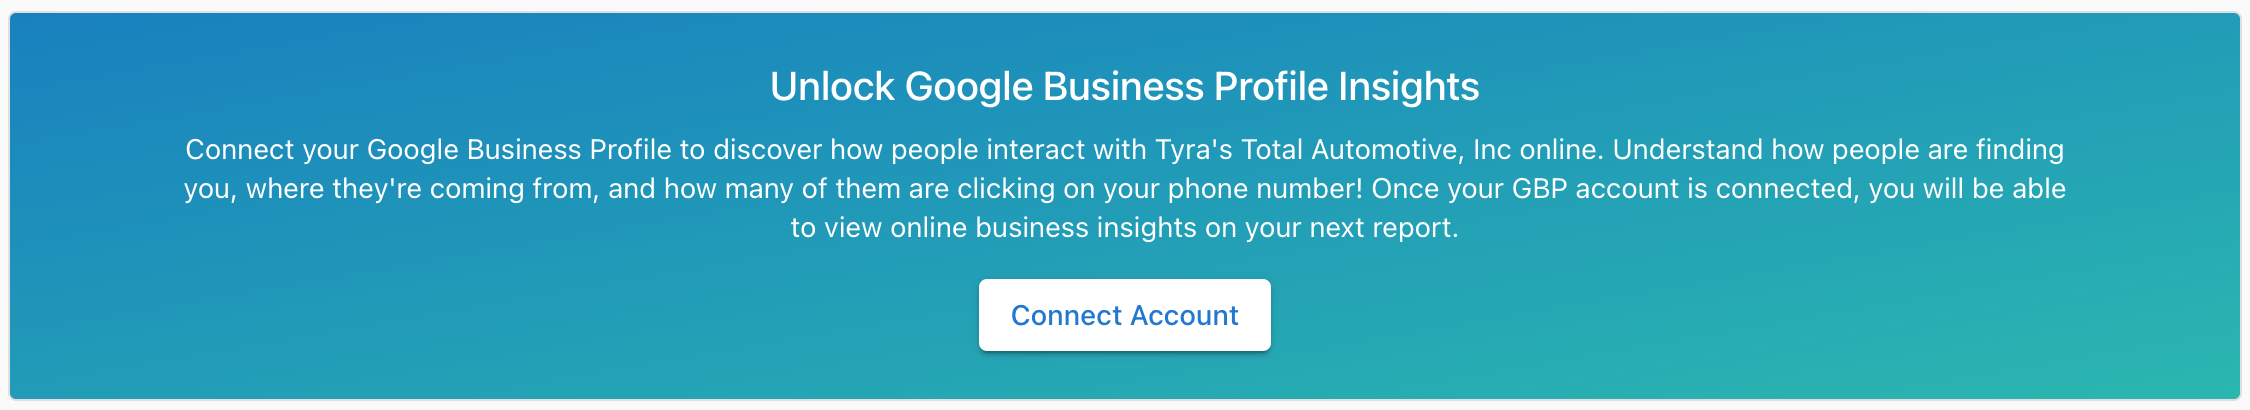 Unlock Google Business Profile Insights
Connect your Google Business Profile to discover how people interact with Tyra's Total Automotive, Inc online. Understand how people are finding
you, where they're coming from, and how many of them are clicking on your phone number! Once your GBP account is connected, you will be able
to view online business insights on your next report.
Connect Account